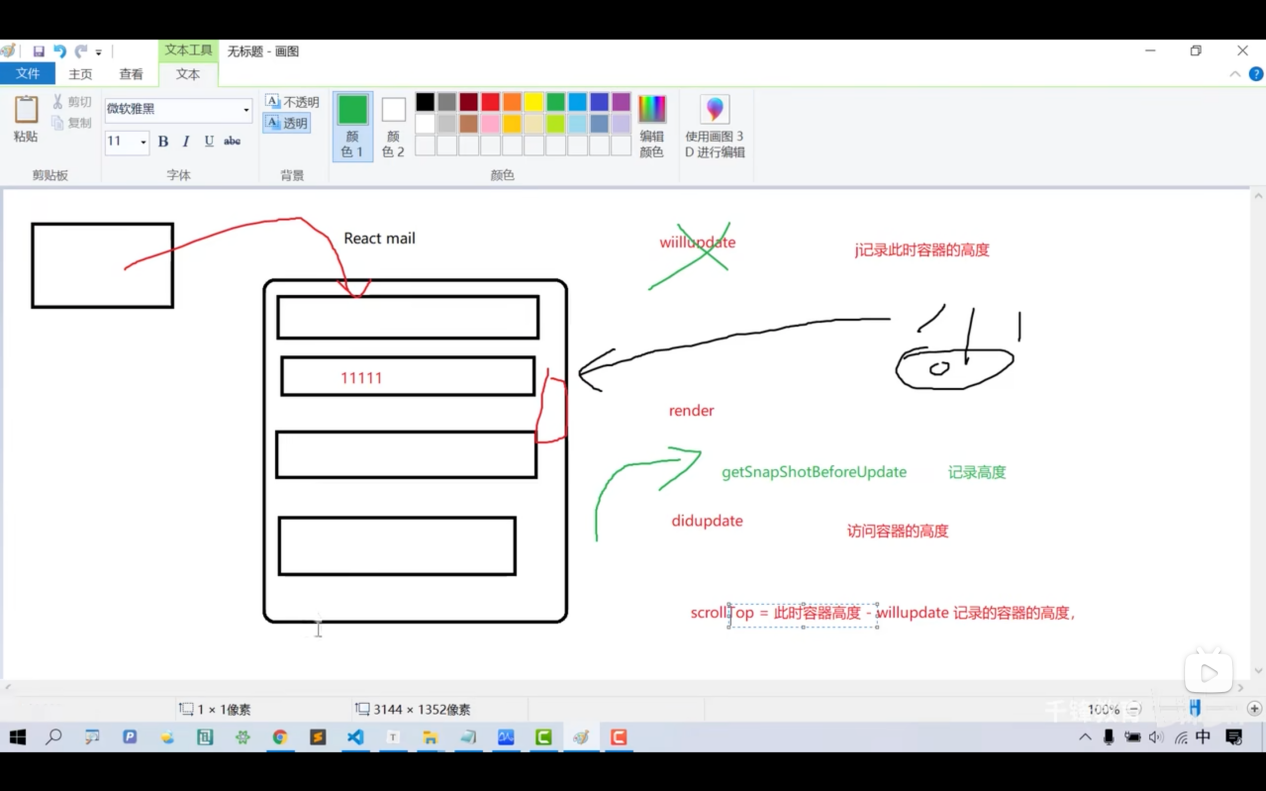 文本工具 无标题 - 画图
文件 主页 查看 文本
粘贴
剪切
复制
微软雅黑
11
B I U abc
不透明
透明
颜色 1
颜色 2
编辑颜色
使用画图 3D 进行编辑
剪贴板 字体 背景 颜色
React mail
wiillupdate
j记录此时容器的高度
11111
render
getSnapShotBeforeUpdate 记录高度
didupdate
访问容器的高度
scrollTop = 此时容器高度 - willupdate 记录的容器的高度,
1 × 1像素
3144 × 1352像素
100%
中